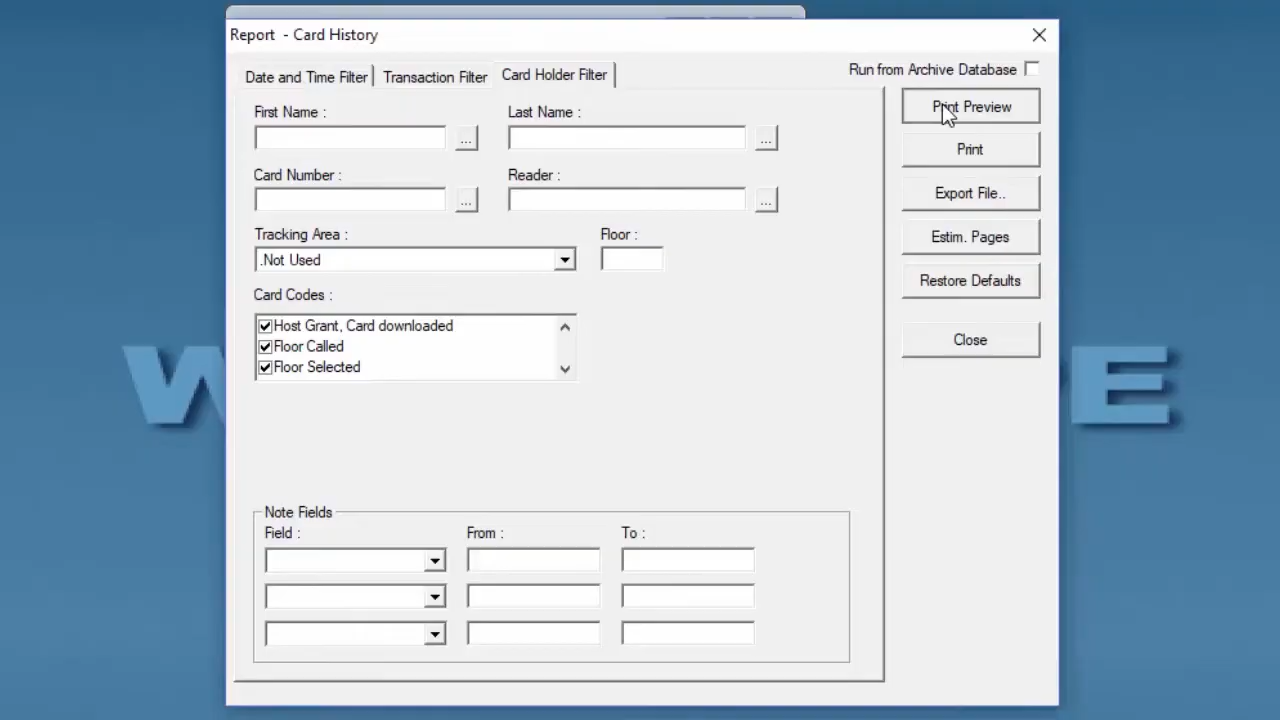 Report - Card History
Date and Time Filter
Transaction Filter
Card Holder Filter
Run from Archive Database
First Name :
Last Name :
...
...
Card Number :
Reader :
...
...
Tracking Area :
Floor :
.Not Used
Card Codes :
Host Grant, Card downloaded
Floor Called
Floor Selected
Note Fields
Field :
From :
To :
Print Preview
Print
Export File..
Estim. Pages
Restore Defaults
Close
W
E